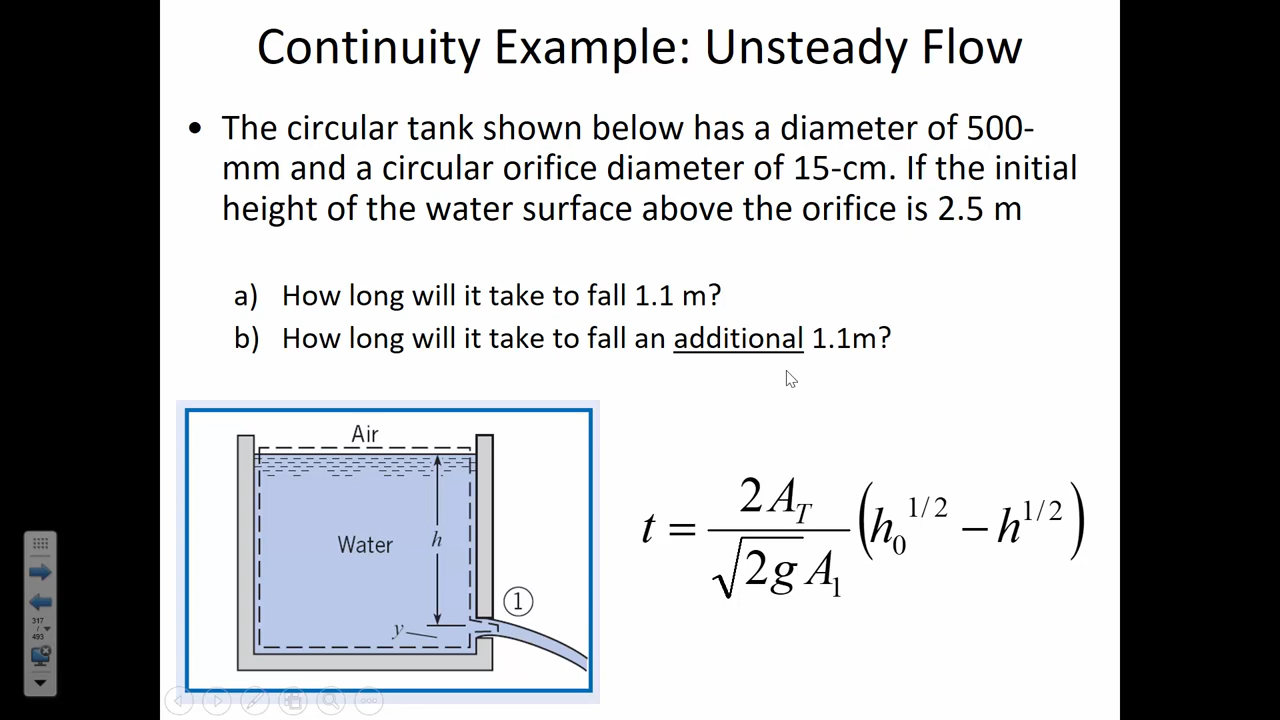 Continuity Example: Unsteady Flow
• The circular tank shown below has a diameter of 500-
mm and a circular orifice diameter of 15-cm. If the initial
height of the water surface above the orifice is 2.5 m
a) How long will it take to fall 1.1 m?
b) How long will it take to fall an additional 1.1m?
Air
Water
h
y
①
t = 2A_T / (√(2g) A_1) (h_0^{1/2} − h^{1/2})
317
/
493